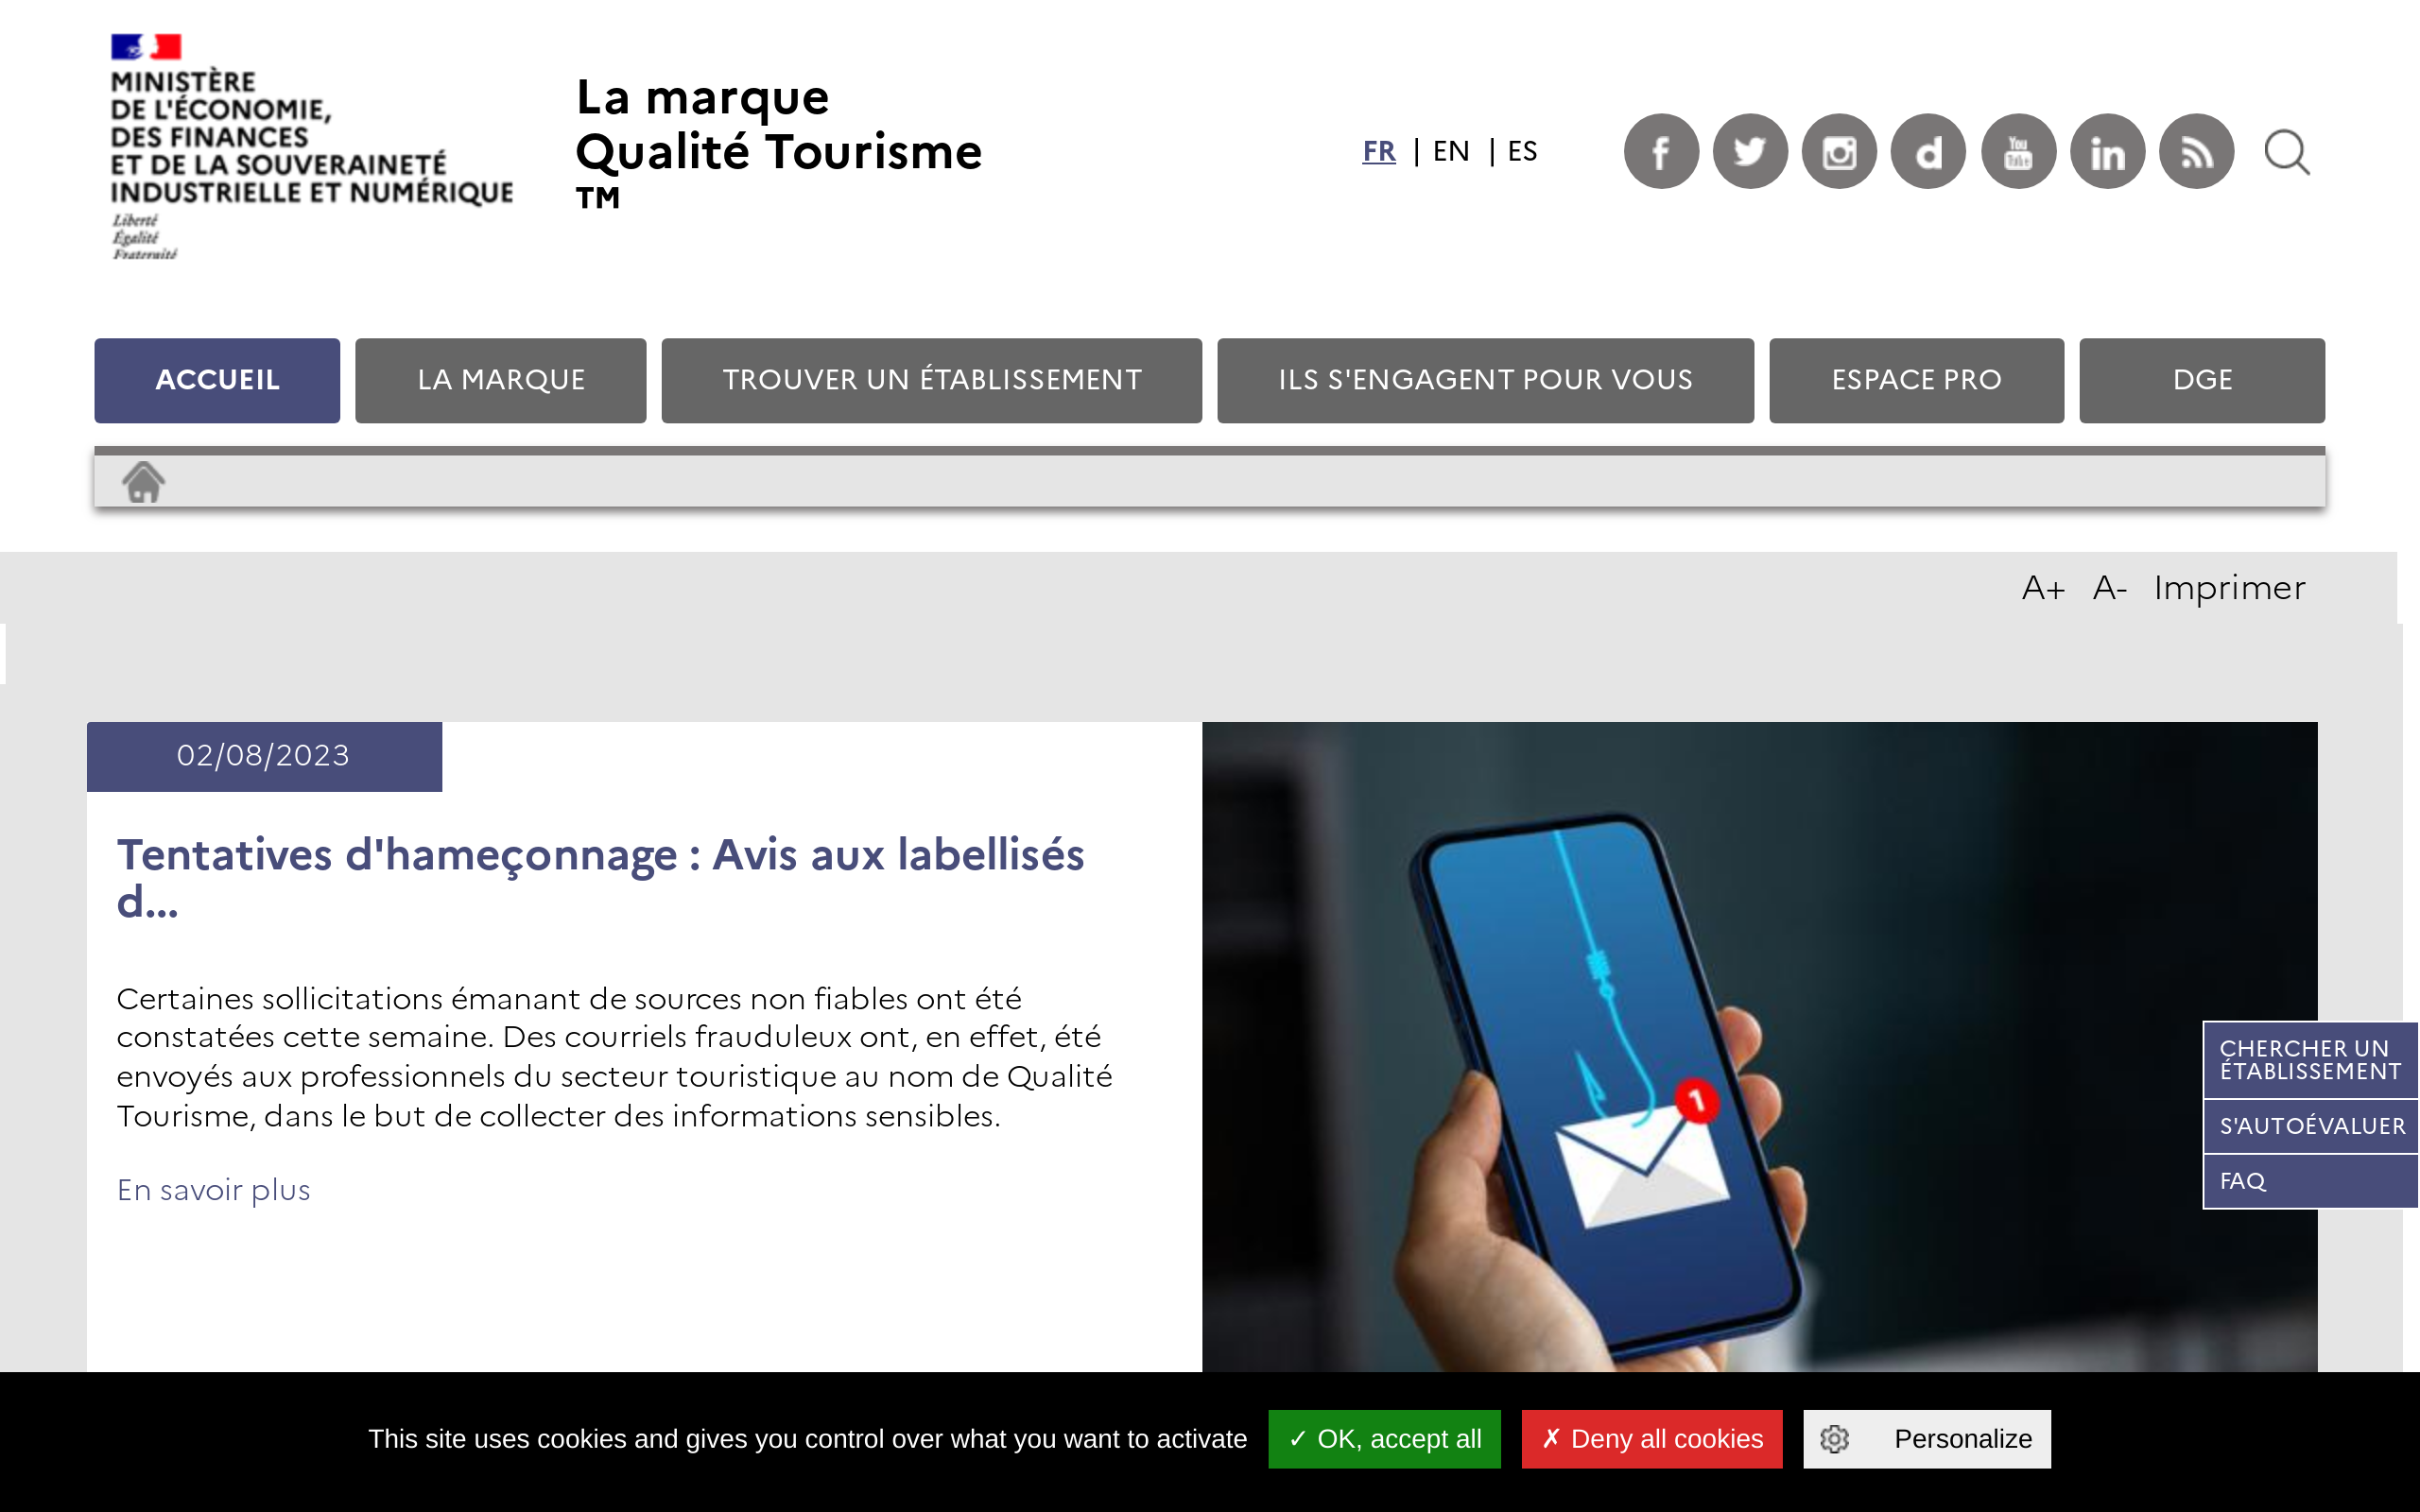 MINISTÈRE
DE L'ÉCONOMIE,
DES FINANCES
ET DE LA SOUVERAINETÉ
INDUSTRIELLE ET NUMÉRIQUE
Liberté
Égalité
Fraternité
La marque
Qualité Tourisme
™
FR | EN | ES
You
Tube
ACCUEIL
LA MARQUE
TROUVER UN ÉTABLISSEMENT
ILS S'ENGAGENT POUR VOUS
ESPACE PRO
DGE
A+ A- Imprimer
02/08/2023
Tentatives d'hameçonnage : Avis aux labellisés
d...
Certaines sollicitations émanant de sources non fiables ont été
constatées cette semaine. Des courriels frauduleux ont, en effet, été
envoyés aux professionnels du secteur touristique au nom de Qualité
Tourisme, dans le but de collecter des informations sensibles.
En savoir plus
1
CHERCHER UN
ÉTABLISSEMENT
S'AUTOÉVALUER
FAQ
This site uses cookies and gives you control over what you want to activate
✓ OK, accept all
✗ Deny all cookies
Personalize